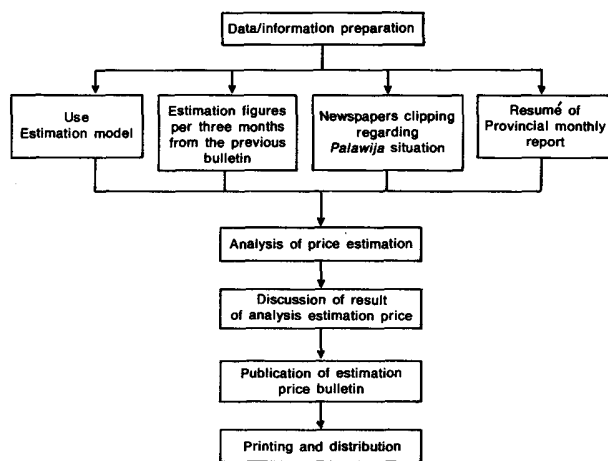 Data/information preparation
Use
Estimation model
Estimation figures
per three months
from the previous
bulletin
Newspapers clipping
regarding
Palawija situation
Resumé of
Provincial monthly
report
Analysis of price estimation
Discussion of result
of analysis estimation price
Publication of estimation
price bulletin
Printing and distribution